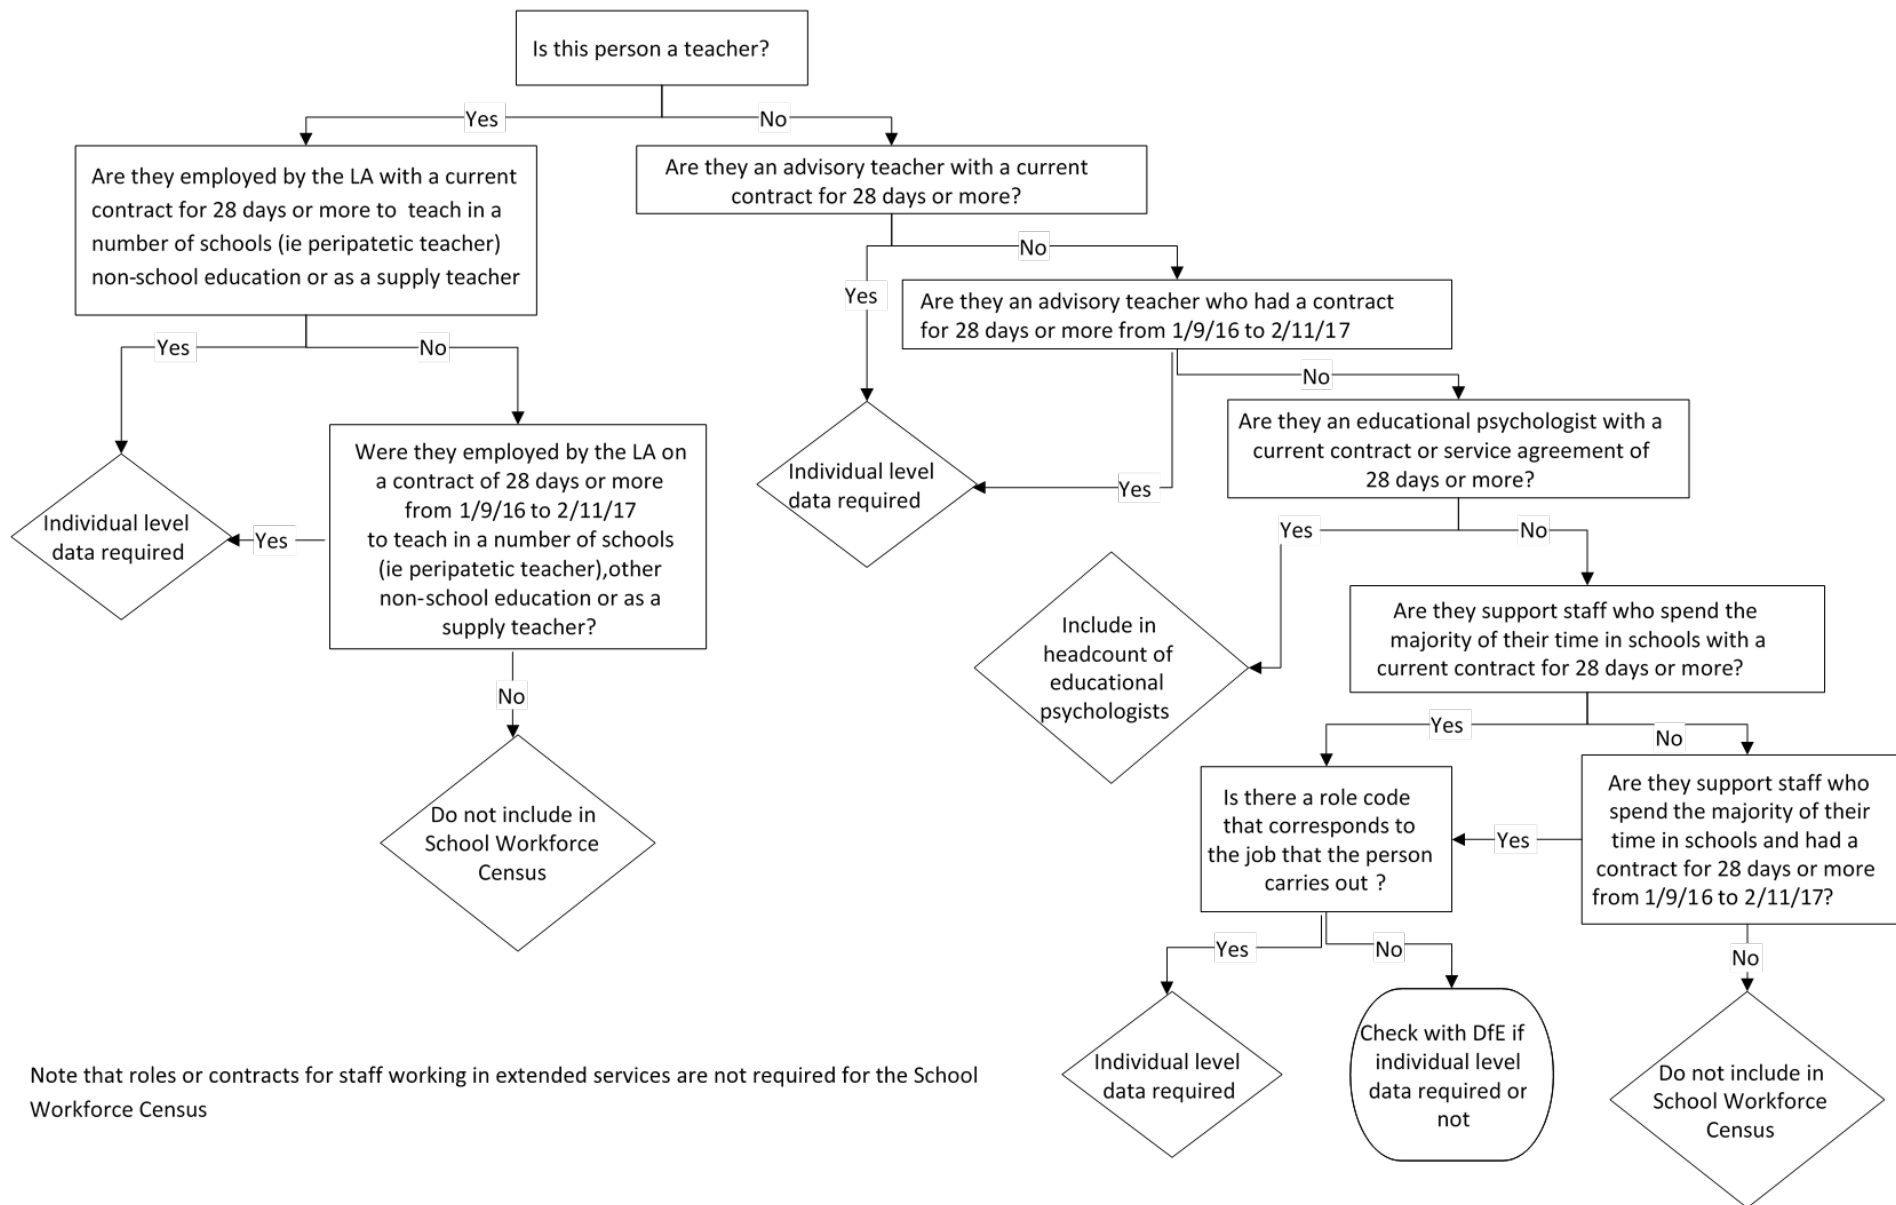 Is this person a teacher?
Yes
No
Are they employed by the LA with a current
contract for 28 days or more to teach in a
number of schools (ie peripatetic teacher)
non-school education or as a supply teacher
Are they an advisory teacher with a current
contract for 28 days or more?
Yes
No
Yes
No
Are they an advisory teacher who had a contract
for 28 days or more from 1/9/16 to 2/11/17
No
Yes
Individual level
data required
Were they employed by the LA on
a contract of 28 days or more
from 1/9/16 to 2/11/17
to teach in a number of schools
(ie peripatetic teacher),other
non-school education or as a
supply teacher?
Yes
Individual level
data required
Are they an educational psychologist with a
current contract or service agreement of
28 days or more?
Yes
No
Include in
headcount of
educational
psychologists
Are they support staff who spend the
majority of their time in schools with a
current contract for 28 days or more?
No
Do not include in
School Workforce
Census
Yes
No
Is there a role code
that corresponds to
the job that the person
carries out ?
Yes
Are they support staff who
spend the majority of their
time in schools and had a
contract for 28 days or more
from 1/9/16 to 2/11/17?
Yes
No
No
Individual level
data required
Check with DfE if
individual level
data required or
not
Do not include in
School Workforce
Census
Note that roles or contracts for staff working in extended services are not required for the School
Workforce Census